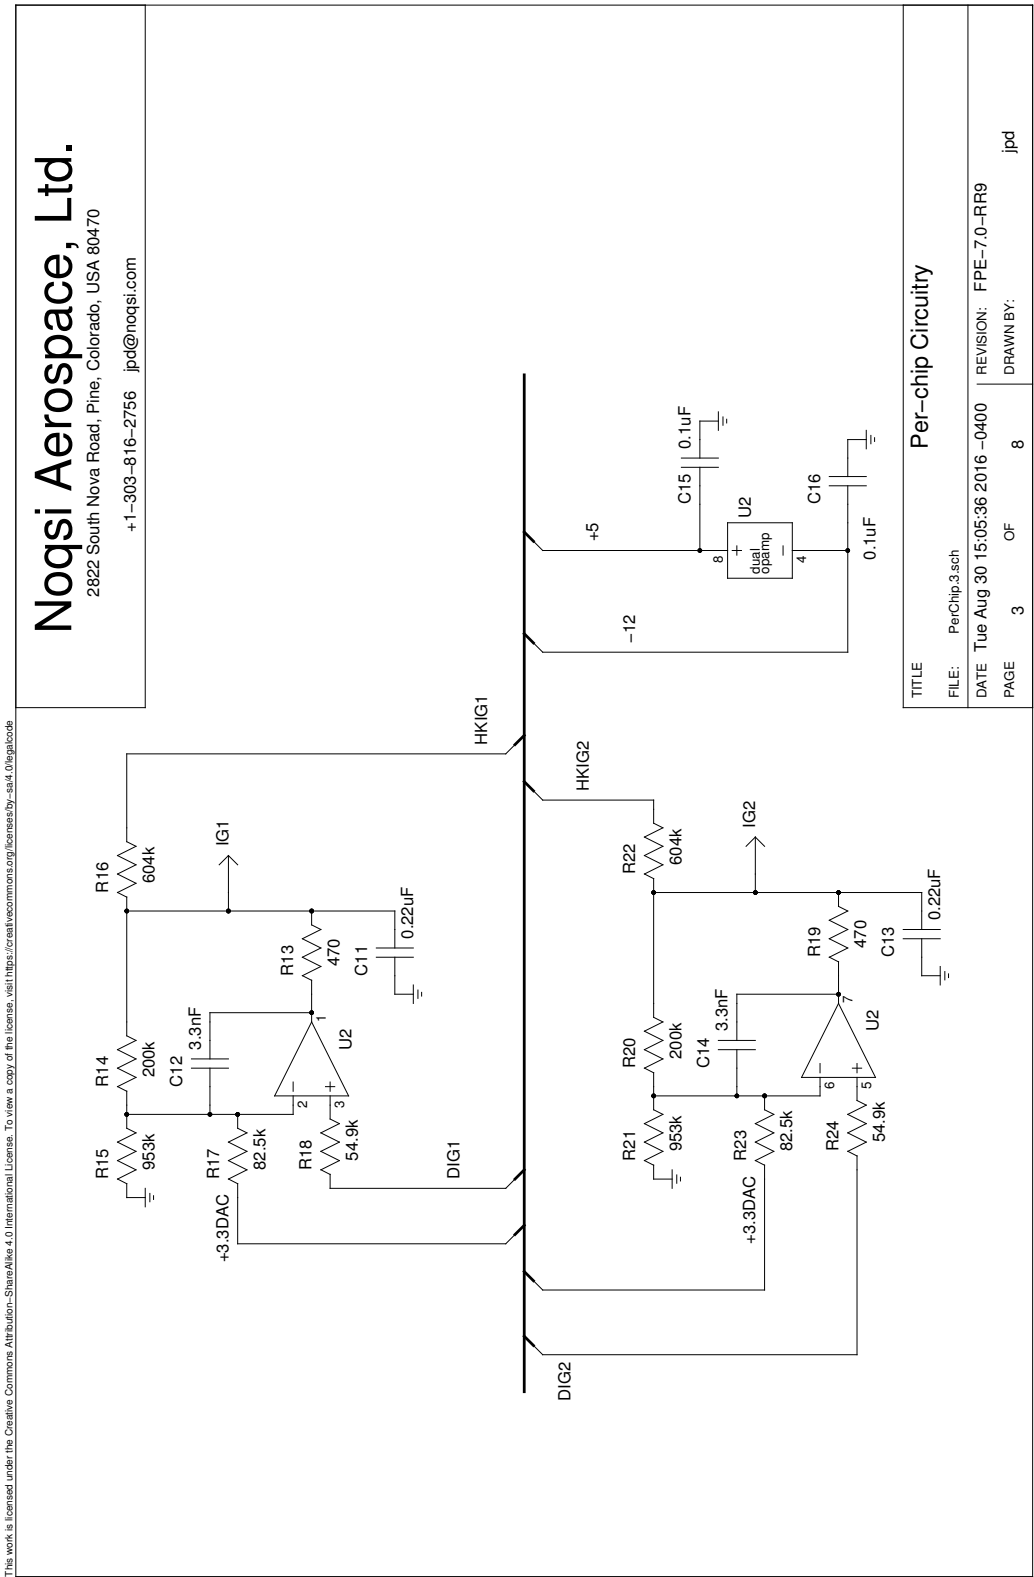 This work is licensed under the Creative Commons Attribution−ShareAlike 4.0 International License. To view a copy of the license, visit https://creativecommons.org/licenses/by−sa/4.0/legalcode
Noqsi Aerospace, Ltd.
2822 South Nova Road, Pine, Colorado, USA 80470
+1−303−816−2756 jpd@noqsi.com
R15
953k
R14
200k
R16
604k
HKIG1
IG1
C12
3.3nF
R17
82.5k
+3.3DAC
R13
470
C11
0.22uF
2
3
1
−
+
U2
R18
54.9k
DIG1
DIG2
HKIG2
R21
953k
R20
200k
R22
604k
IG2
C14
3.3nF
R23
82.5k
+3.3DAC
R19
470
C13
0.22uF
6
5
7
−
+
U2
R24
54.9k
−12
+5
C15
0.1uF
8
+
dual
opamp
−
4
U2
C16
0.1uF
TITLE
Per−chip Circuitry
FILE: PerChip.3.sch
DATE Tue Aug 30 15:05:36 2016 −0400
REVISION: FPE−7.0−RR9
PAGE 3 OF 8
DRAWN BY: jpd